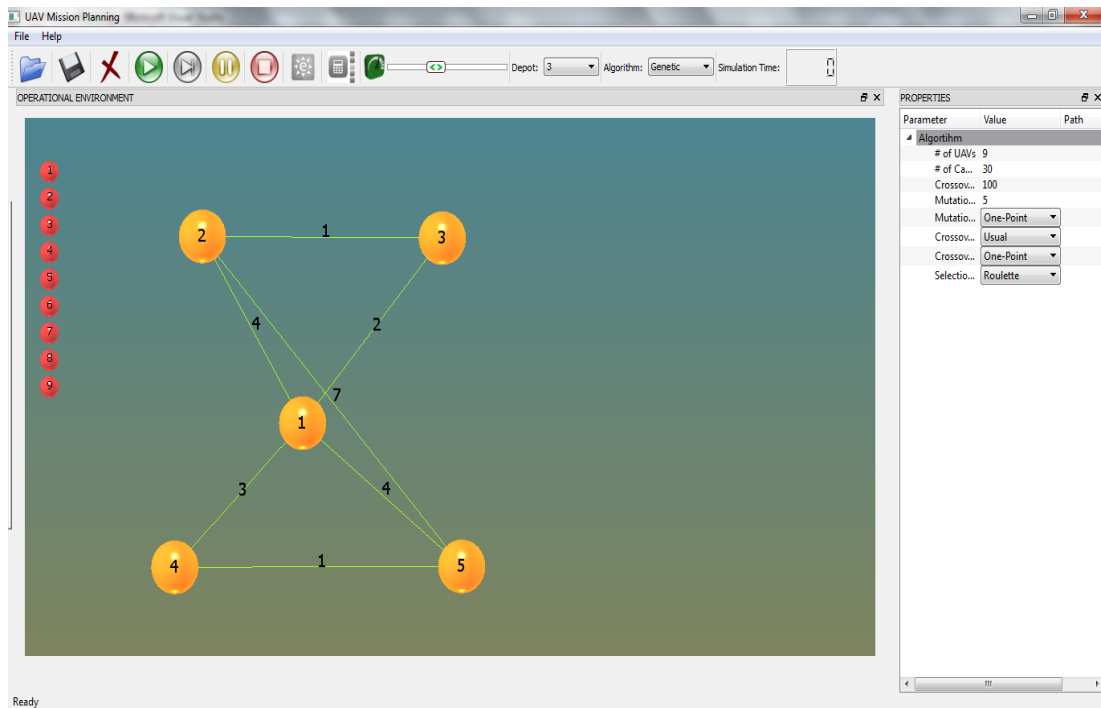 UAV Mission Planning
File Help
Depot: 3 Algorithm: Genetic Simulation Time: 0
OPERATIONAL ENVIRONMENT
PROPERTIES
Parameter Value Path
Algortihm
# of UAVs 9
# of Ca... 30
Crossov... 100
Mutatio... 5
Mutatio... One-Point
Crossov... Usual
Crossov... One-Point
Selectio... Roulette
1
2
3
4
5
6
7
8
9
2
1
3
4
2
7
1
3
4
4
1
5
Ready